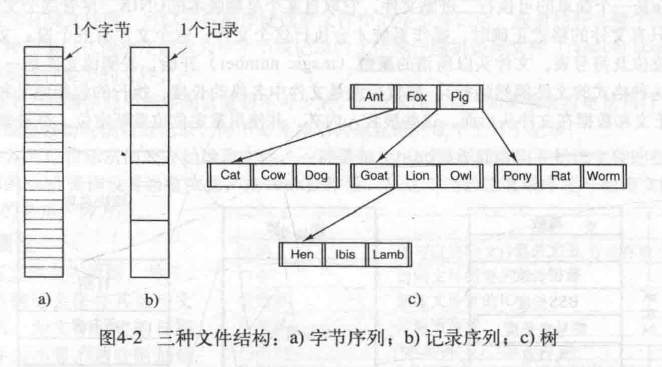 1个字节
1个记录
Ant Fox Pig
Cat Cow Dog Goat Lion Owl Pony Rat Worm
Hen Ibis Lamb
a) b) c)
图4-2 三种文件结构：a) 字节序列；b) 记录序列；c) 树